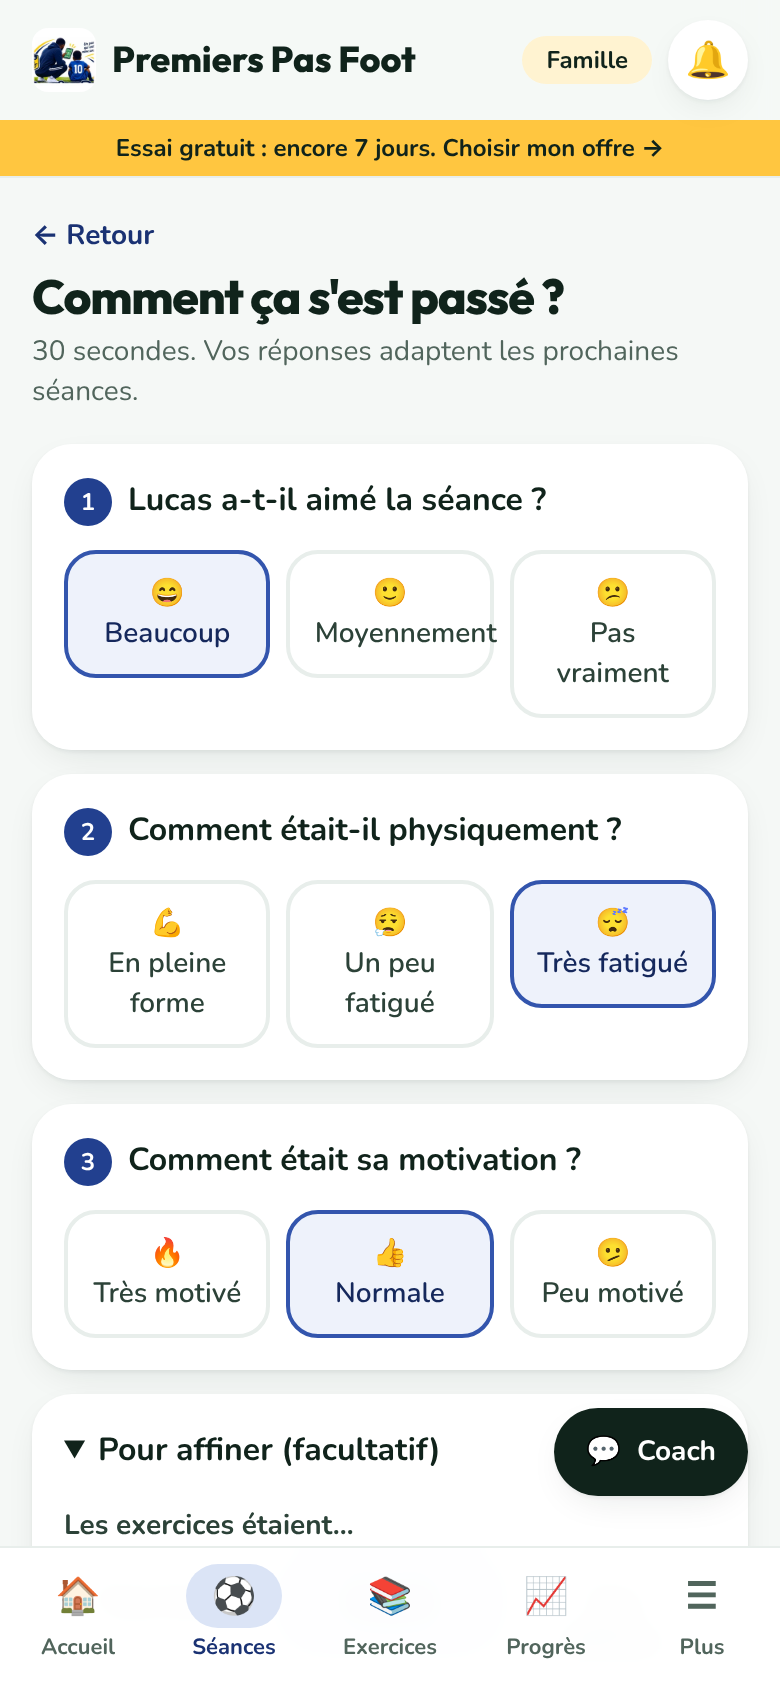 Premiers Pas Foot
Famille
Essai gratuit : encore 7 jours. Choisir mon offre →
← Retour
Comment ça s'est passé ?
30 secondes. Vos réponses adaptent les prochaines
séances.
1 Lucas a-t-il aimé la séance ?
Beaucoup
Moyennement
Pas
vraiment
2 Comment était-il physiquement ?
En pleine
forme
Un peu
fatigué
Très fatigué
3 Comment était sa motivation ?
Très motivé
Normale
Peu motivé
▼ Pour affiner (facultatif)
Coach
Les exercices étaient...
Accueil
Séances
Exercices
Progrès
Plus